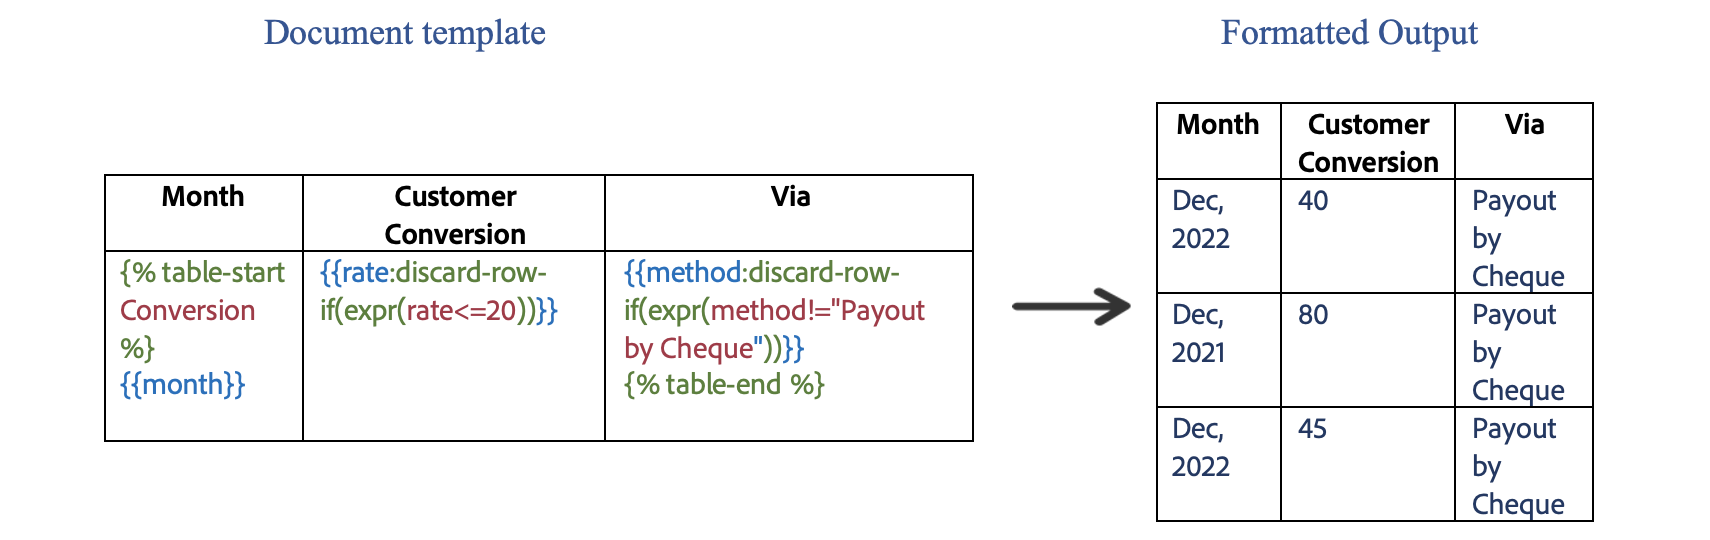 Document template
Formatted Output
Month
Customer
Conversion
Via
{% table-start
Conversion
%}
{{month}}
{{rate:discard-row-
if(expr(rate<=20))}}
{{method:discard-row-
if(expr(method!="Payout
by Cheque"))}}
{% table-end %}
Month
Customer
Conversion
Via
Dec,
2022
40
Payout
by
Cheque
Dec,
2021
80
Payout
by
Cheque
Dec,
2022
45
Payout
by
Cheque